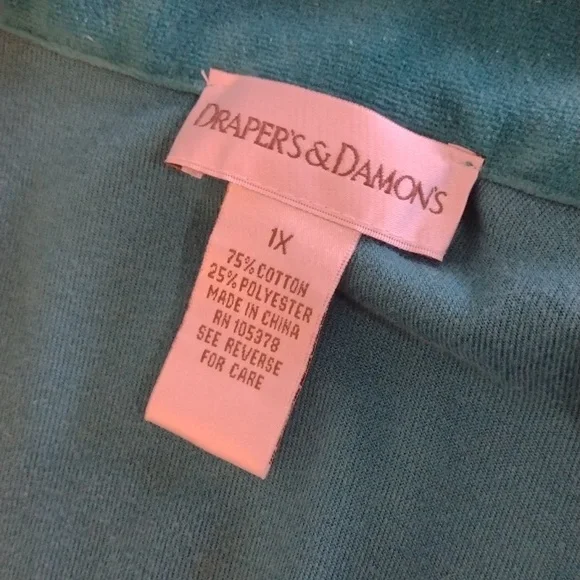 DRAPER'S & DAMON'S
1X
75% COTTON
25% POLYESTER
MADE IN CHINA
RN 105378
SEE REVERSE
FOR CARE